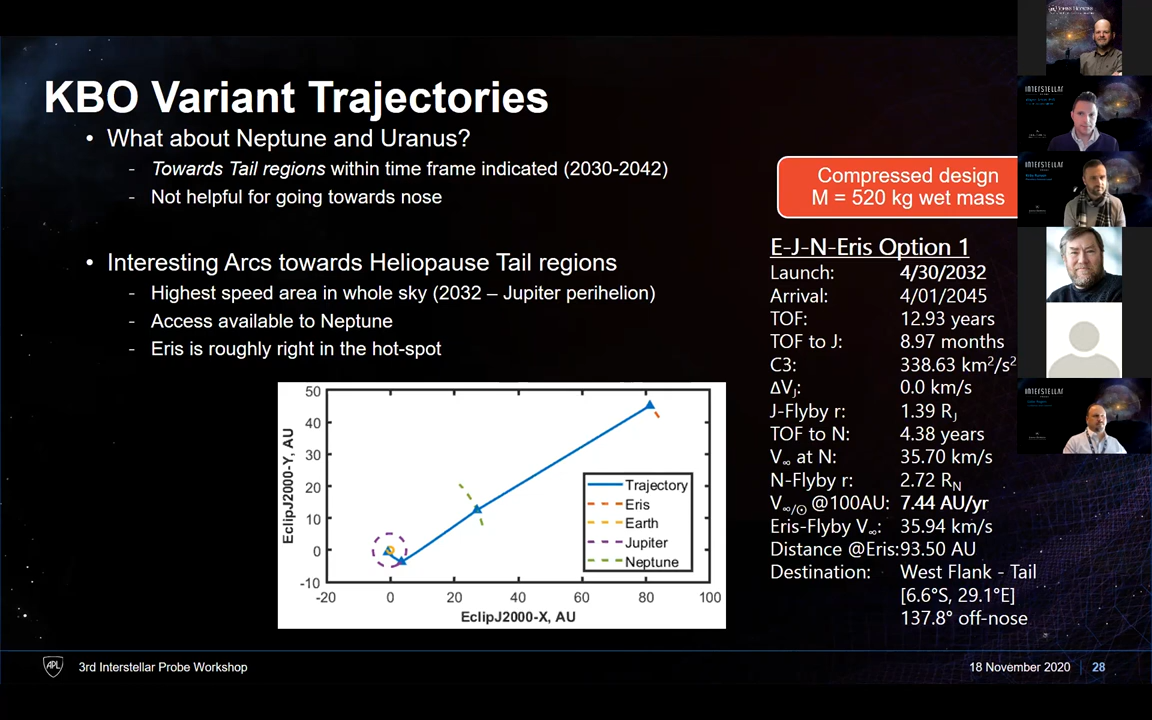 KBO Variant Trajectories
• What about Neptune and Uranus?
- Towards Tail regions within time frame indicated (2030-2042)
- Not helpful for going towards nose
• Interesting Arcs towards Heliopause Tail regions
- Highest speed area in whole sky (2032 – Jupiter perihelion)
- Access available to Neptune
- Eris is roughly right in the hot-spot
Compressed design
M = 520 kg wet mass
E-J-N-Eris Option 1
Launch: 4/30/2032
Arrival: 4/01/2045
TOF: 12.93 years
TOF to J: 8.97 months
C3: 338.63 km²/s²
ΔVJ: 0.0 km/s
J-Flyby r: 1.39 RJ
TOF to N: 4.38 years
V∞ at N: 35.70 km/s
N-Flyby r: 2.72 RN
V∞/⊙ @100AU: 7.44 AU/yr
Eris-Flyby V∞: 35.94 km/s
Distance @Eris: 93.50 AU
Destination: West Flank - Tail
[6.6°S, 29.1°E]
137.8° off-nose
EclipJ2000-Y, AU
50
40
30
20
10
0
-10
-20 0 20 40 60 80 100
EclipJ2000-X, AU
Trajectory
Eris
Earth
Jupiter
Neptune
INTERSTELLAR
INTERSTELLAR
INTERSTELLAR
APL
3rd Interstellar Probe Workshop
18 November 2020 | 28